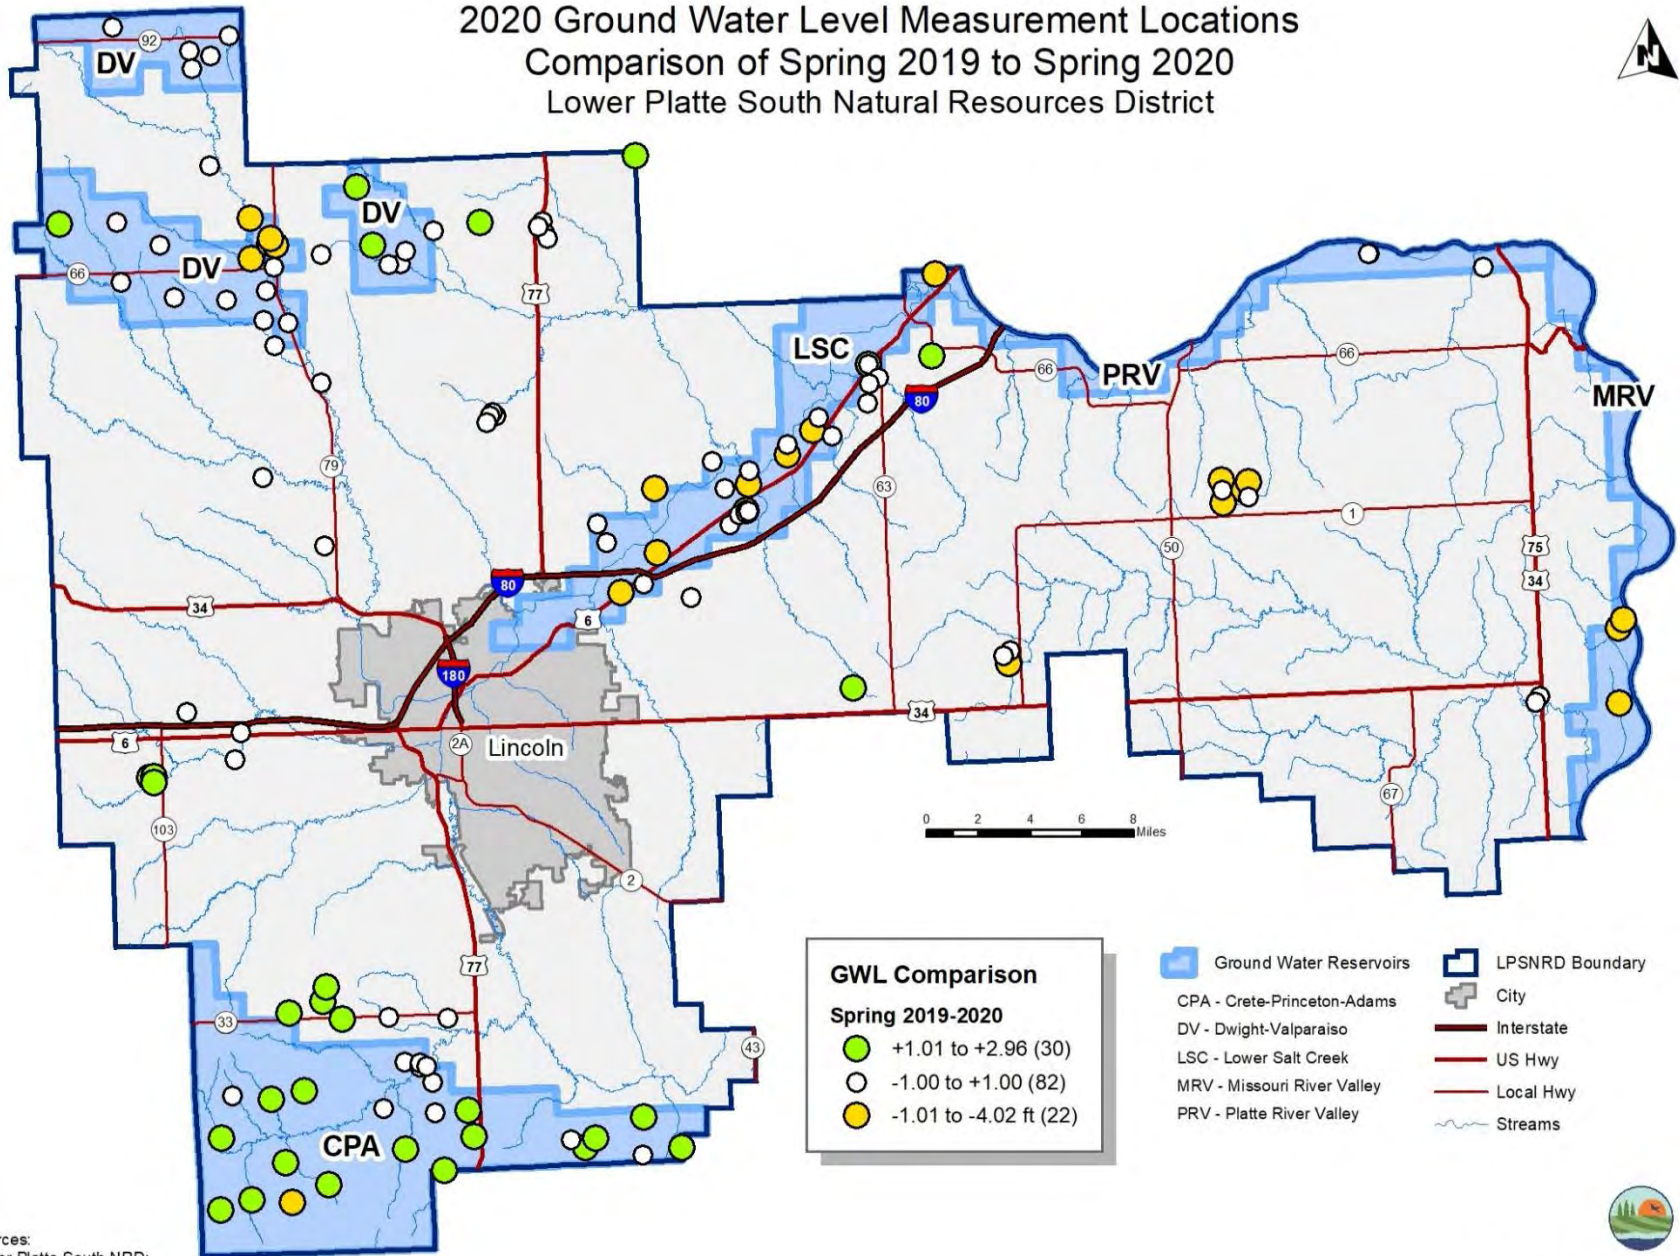 2020 Ground Water Level Measurement Locations
Comparison of Spring 2019 to Spring 2020
Lower Platte South Natural Resources District
N
92
DV
DV
DV
66
77
LSC
66
PRV
66
MRV
80
79
63
1
50
75
34
80
34
6
180
34
6
2A
Lincoln
103
67
2
0 2 4 6 8
Miles
77
33
43
CPA
GWL Comparison
Spring 2019-2020
+1.01 to +2.96 (30)
-1.00 to +1.00 (82)
-1.01 to -4.02 ft (22)
Ground Water Reservoirs
CPA - Crete-Princeton-Adams
DV - Dwight-Valparaiso
LSC - Lower Salt Creek
MRV - Missouri River Valley
PRV - Platte River Valley
LPSNRD Boundary
City
Interstate
US Hwy
Local Hwy
Streams